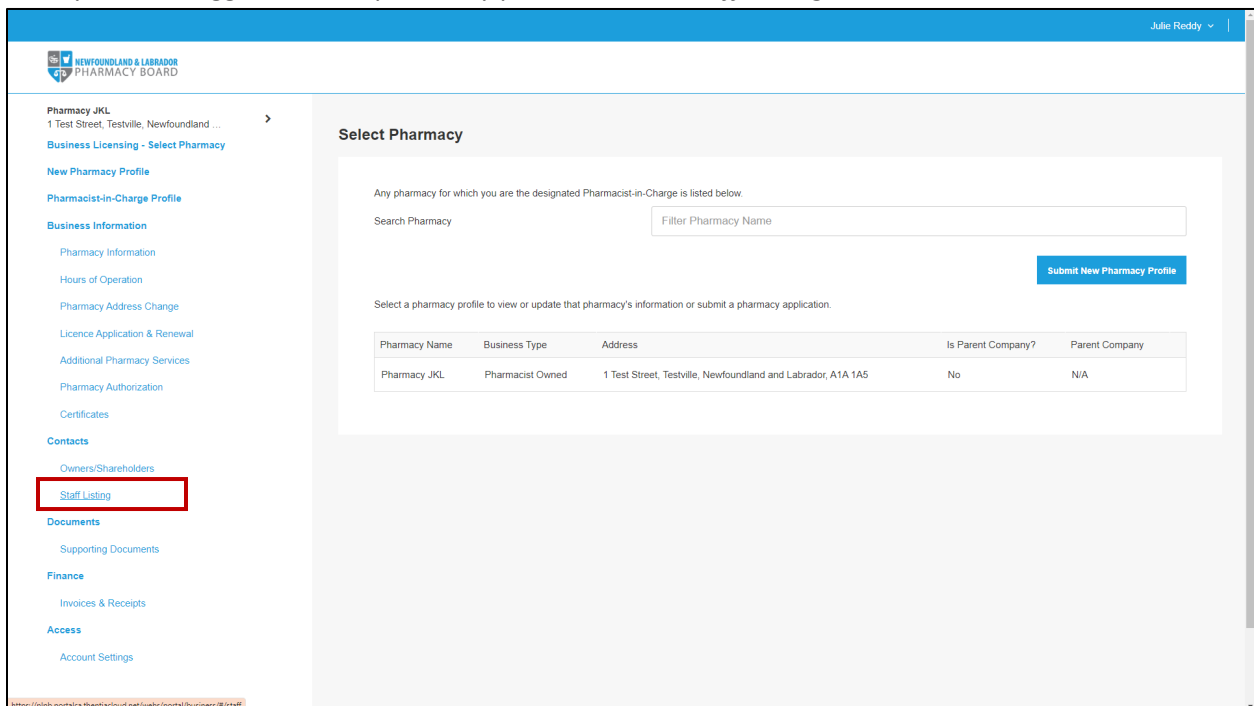 Julie Reddy
NEWFOUNDLAND & LABRADOR
PHARMACY BOARD
Pharmacy JKL
1 Test Street, Testville, Newfoundland ...
Business Licensing - Select Pharmacy
New Pharmacy Profile
Pharmacist-in-Charge Profile
Business Information
Pharmacy Information
Hours of Operation
Pharmacy Address Change
Licence Application & Renewal
Additional Pharmacy Services
Pharmacy Authorization
Certificates
Contacts
Owners/Shareholders
Staff Listing
Documents
Supporting Documents
Finance
Invoices & Receipts
Access
Account Settings
Select Pharmacy
Any pharmacy for which you are the designated Pharmacist-in-Charge is listed below.
Search Pharmacy Filter Pharmacy Name
Submit New Pharmacy Profile
Select a pharmacy profile to view or update that pharmacy's information or submit a pharmacy application.
Pharmacy Name Business Type Address Is Parent Company? Parent Company
Pharmacy JKL Pharmacist Owned 1 Test Street, Testville, Newfoundland and Labrador, A1A 1A5 No N/A